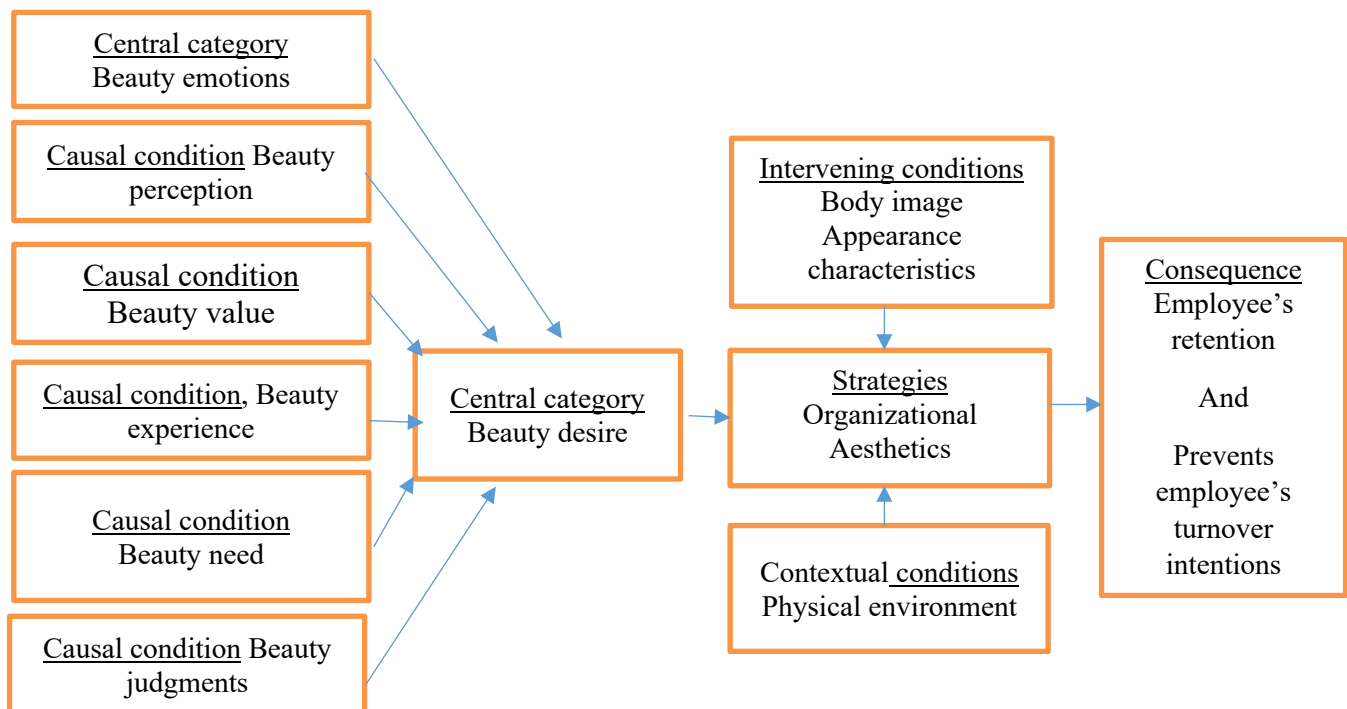 Central category
Beauty emotions
Causal condition Beauty
perception
Causal condition
Beauty value
Causal condition, Beauty
experience
Causal condition
Beauty need
Causal condition Beauty
judgments
Central category
Beauty desire
Intervening conditions
Body image
Appearance
characteristics
Strategies
Organizational
Aesthetics
Contextual conditions
Physical environment
Consequence
Employee’s
retention
And
Prevents
employee’s
turnover
intentions